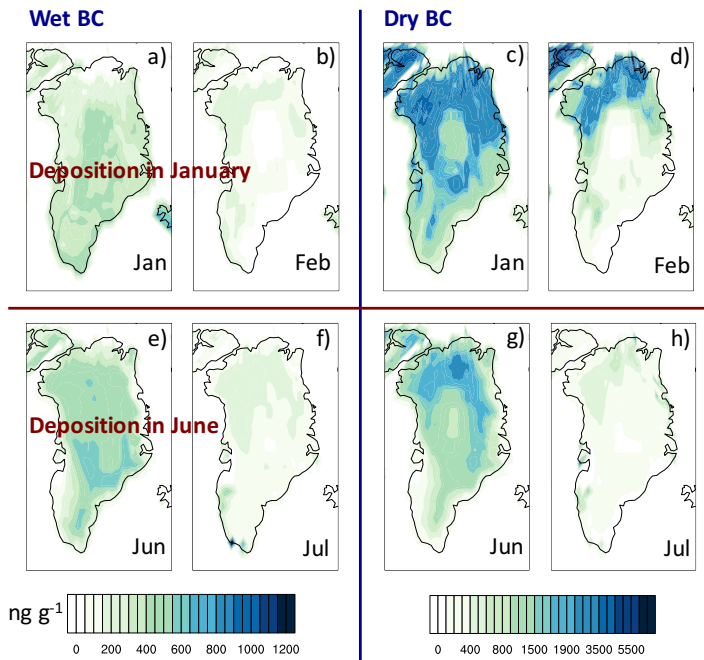 Wet BC
Dry BC
a)
b)
c)
d)
Deposition in January
Jan
Feb
Jan
Feb
e)
f)
g)
h)
Deposition in June
Jun
Jul
Jun
Jul
ng g⁻¹
0 200 400 600 800 1000 1200
0 400 800 1500 1900 3500 5500